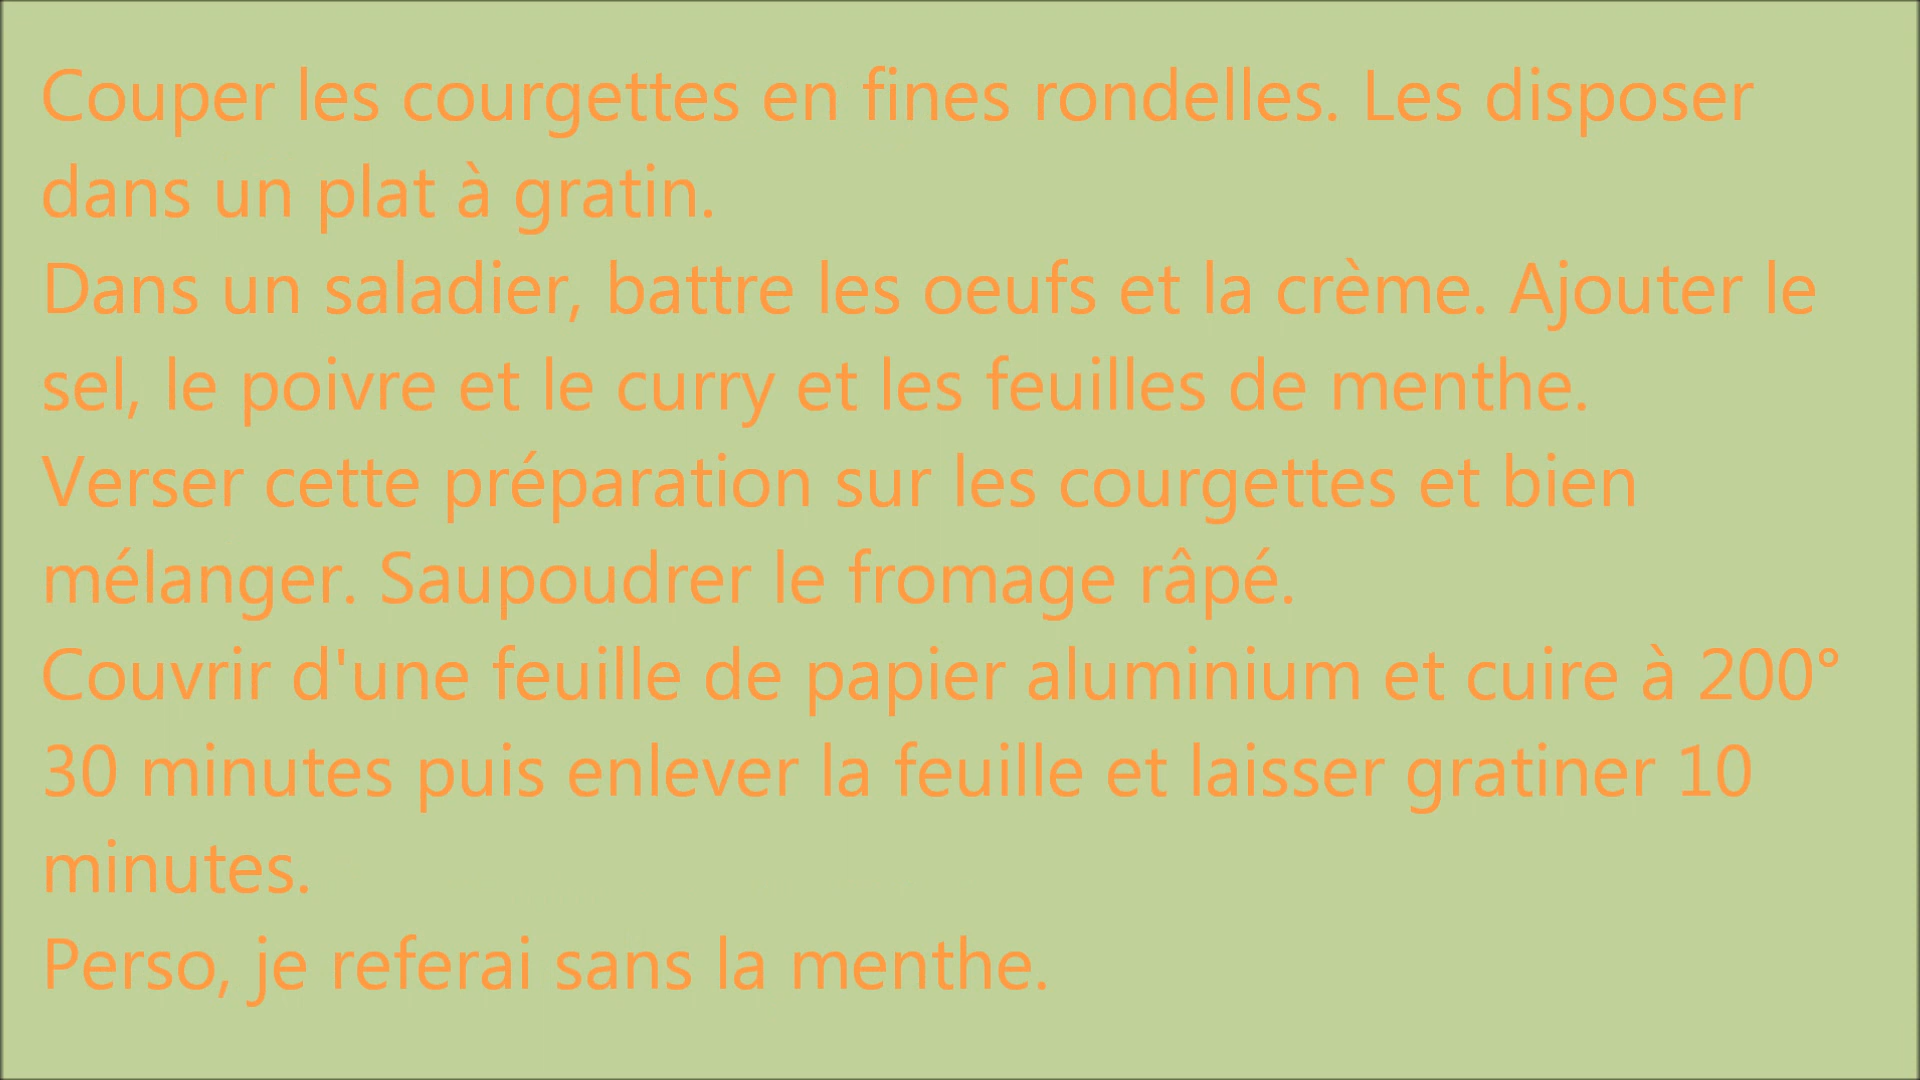 Couper les courgettes en fines rondelles. Les disposer
dans un plat à gratin.
Dans un saladier, battre les oeufs et la crème. Ajouter le
sel, le poivre et le curry et les feuilles de menthe.
Verser cette préparation sur les courgettes et bien
mélanger. Saupoudrer le fromage râpé.
Couvrir d'une feuille de papier aluminium et cuire à 200°
30 minutes puis enlever la feuille et laisser gratiner 10
minutes.
Perso, je referai sans la menthe.